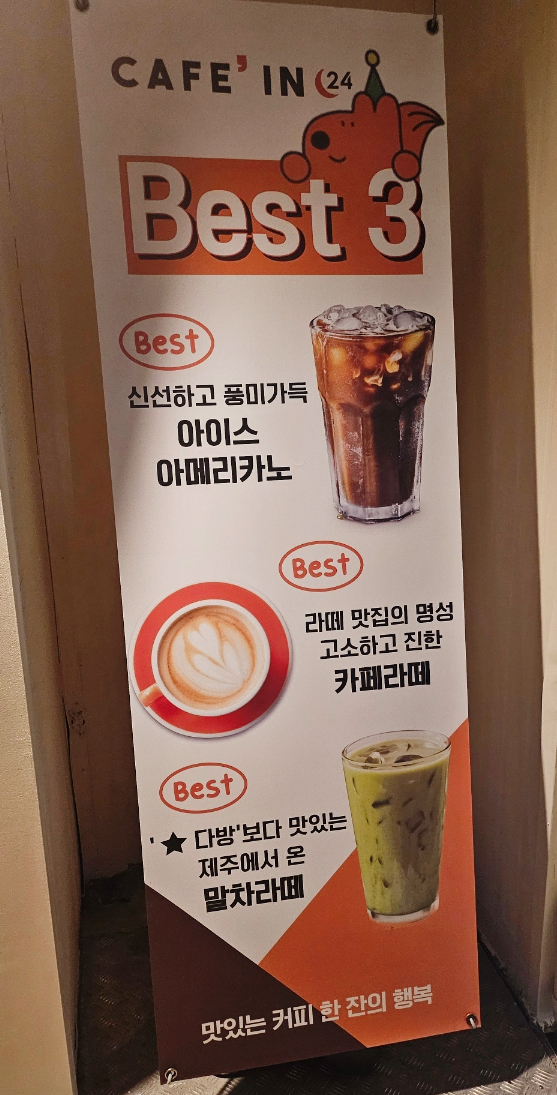 CAFE' IN 24
Best 3
Best
신선하고 풍미가득
아이스
아메리카노
Best
라떼 맛집의 명성
고소하고 진한
카페라떼
Best
'★ 다방'보다 맛있는
제주에서 온
말차라떼
맛있는 커피 한 잔의 행복